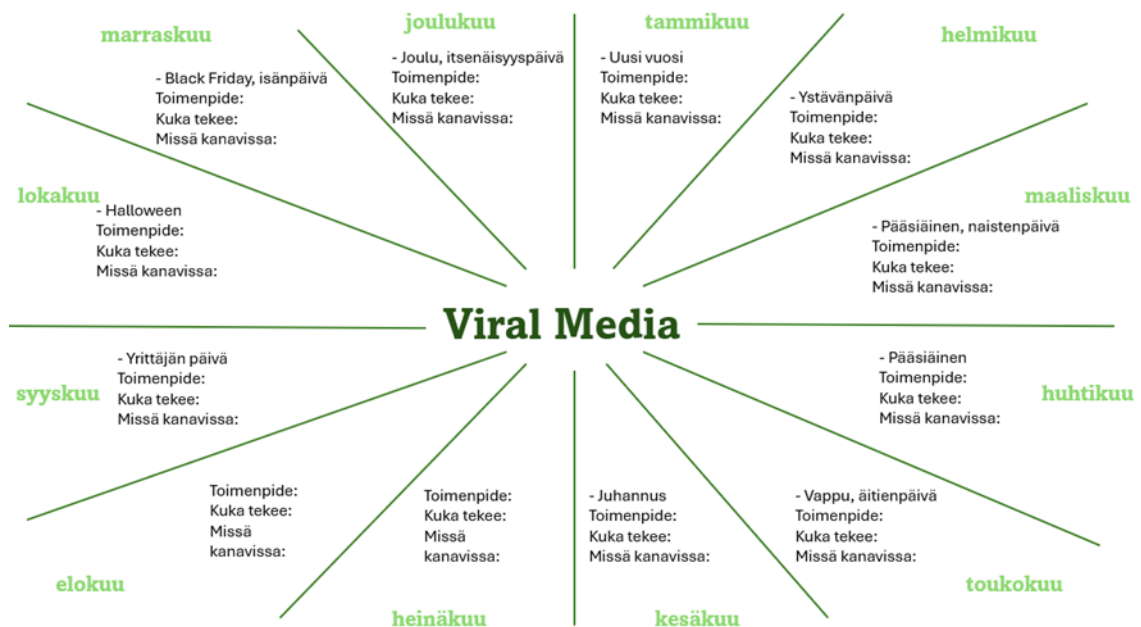 marraskuu
- Black Friday, isänpäivä
Toimenpide:
Kuka tekee:
Missä kanavissa:
joulukuu
- Joulu, itsenäisyyspäivä
Toimenpide:
Kuka tekee:
Missä kanavissa:
tammikuu
- Uusi vuosi
Toimenpide:
Kuka tekee:
Missä kanavissa:
helmikuu
- Ystävänpäivä
Toimenpide:
Kuka tekee:
Missä kanavissa:
lokakuu
- Halloween
Toimenpide:
Kuka tekee:
Missä kanavissa:
maaliskuu
- Pääsiäinen, naistenpäivä
Toimenpide:
Kuka tekee:
Missä kanavissa:
Viral Media
syyskuu
- Yrittäjän päivä
Toimenpide:
Kuka tekee:
Missä kanavissa:
huhtikuu
- Pääsiäinen
Toimenpide:
Kuka tekee:
Missä kanavissa:
elokuu
Toimenpide:
Kuka tekee:
Missä
kanavissa:
heinäkuu
Toimenpide:
Kuka tekee:
Missä
kanavissa:
kesäkuu
- Juhannus
Toimenpide:
Kuka tekee:
Missä kanavissa:
toukokuu
- Vappu, äitienpäivä
Toimenpide:
Kuka tekee:
Missä kanavissa: